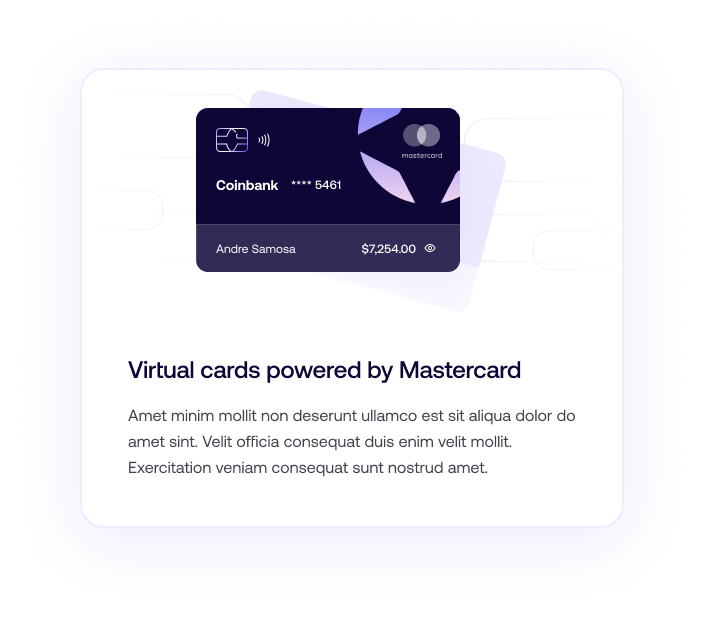 mastercard
Coinbank **** 5461
Andre Samosa $7,254.00
Virtual cards powered by Mastercard
Amet minim mollit non deserunt ullamco est sit aliqua dolor do
amet sint. Velit officia consequat duis enim velit mollit.
Exercitation veniam consequat sunt nostrud amet.